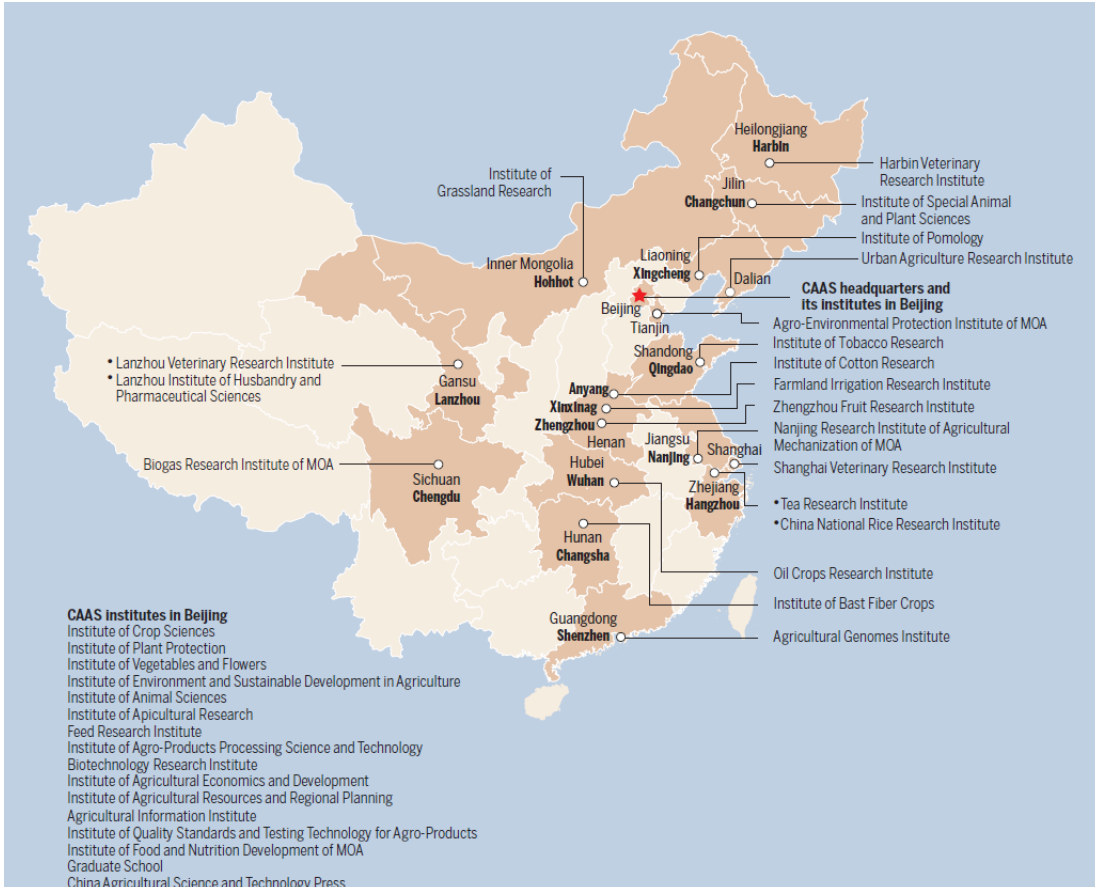 Heilongjiang
Harbin
Harbin Veterinary
Research Institute
Institute of
Grassland Research
Jilin
Changchun
Institute of Special Animal
and Plant Sciences
Institute of Pomology
Liaoning
Xingcheng
Urban Agriculture Research Institute
Inner Mongolia
Hohhot
Dalian
CAAS headquarters and
its institutes in Beijing
Beijing
Tianjin
Agro-Environmental Protection Institute of MOA
Institute of Tobacco Research
Shandong
Qingdao
• Lanzhou Veterinary Research Institute
• Lanzhou Institute of Husbandry and
Pharmaceutical Sciences
Gansu
Lanzhou
Institute of Cotton Research
Anyang
Farmland Irrigation Research Institute
Xinxinag
Zhengzhou Fruit Research Institute
Zhengzhou
Henan
Nanjing Research Institute of Agricultural
Mechanization of MOA
Jiangsu
Nanjing
Shanghai
Shanghai Veterinary Research Institute
Biogas Research Institute of MOA
Sichuan
Chengdu
Hubei
Wuhan
Zhejiang
Hangzhou
• Tea Research Institute
• China National Rice Research Institute
Hunan
Changsha
Oil Crops Research Institute
Institute of Bast Fiber Crops
Guangdong
Shenzhen
Agricultural Genomes Institute
CAAS institutes in Beijing
Institute of Crop Sciences
Institute of Plant Protection
Institute of Vegetables and Flowers
Institute of Environment and Sustainable Development in Agriculture
Institute of Animal Sciences
Institute of Apicultural Research
Feed Research Institute
Institute of Agro-Products Processing Science and Technology
Biotechnology Research Institute
Institute of Agricultural Economics and Development
Institute of Agricultural Resources and Regional Planning
Agricultural Information Institute
Institute of Quality Standards and Testing Technology for Agro-Products
Institute of Food and Nutrition Development of MOA
Graduate School
China Agricultural Science and Technology Press